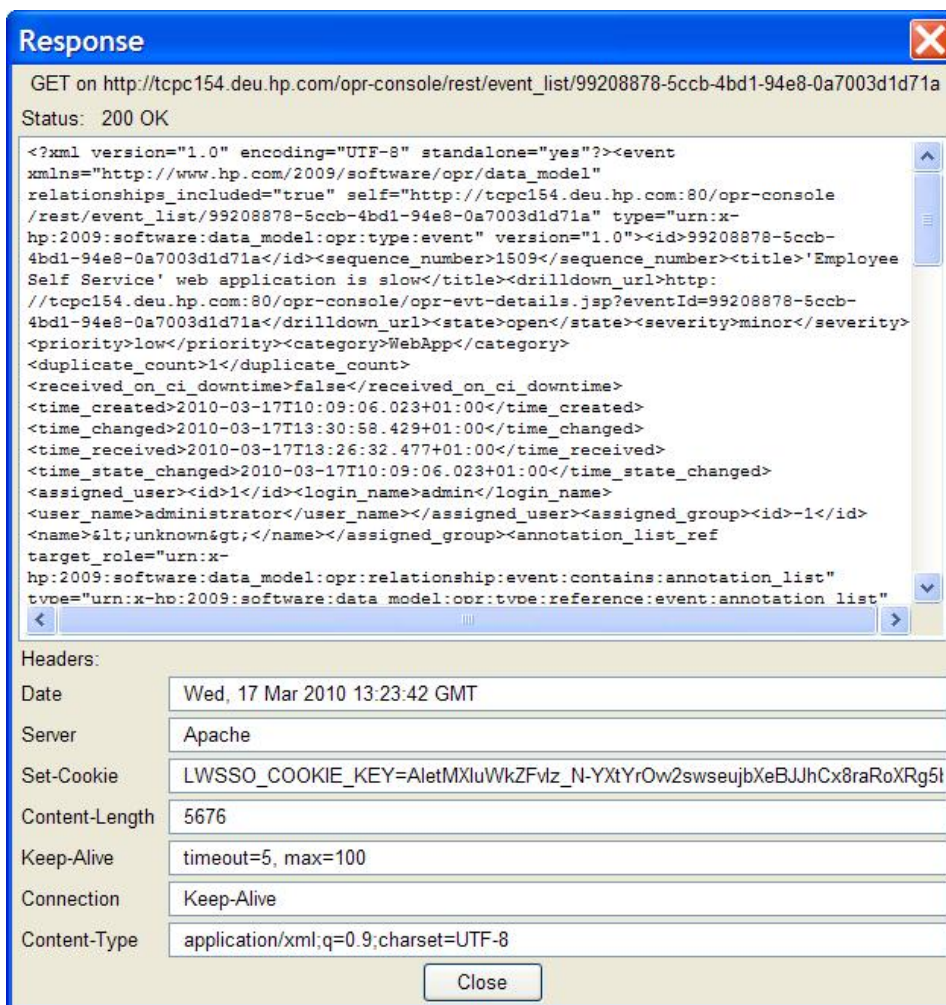 Response
GET on http://tcpc154.deu.hp.com/opr-console/rest/event_list/99208878-5ccb-4bd1-94e8-0a7003d1d71a
Status: 200 OK
<?xml version="1.0" encoding="UTF-8" standalone="yes"?><event
xmlns="http://www.hp.com/2009/software/opr/data_model"
relationships_included="true" self="http://tcpc154.deu.hp.com:80/opr-console
/rest/event_list/99208878-5ccb-4bd1-94e8-0a7003d1d71a" type="urn:x-
hp:2009:software:data_model:opr:type:event" version="1.0"><id>99208878-5ccb-
4bd1-94e8-0a7003d1d71a</id><sequence_number>1509</sequence_number><title>'Employee
Self Service' web application is slow</title><drilldown_url>http:
//tcpc154.deu.hp.com:80/opr-console/opr-evt-details.jsp?eventId=99208878-5ccb-
4bd1-94e8-0a7003d1d71a</drilldown_url><state>open</state><severity>minor</severity>
<priority>low</priority><category>WebApp</category>
<duplicate_count>1</duplicate_count>
<received_on_ci_downtime>false</received_on_ci_downtime>
<time_created>2010-03-17T10:09:06.023+01:00</time_created>
<time_changed>2010-03-17T13:30:58.429+01:00</time_changed>
<time_received>2010-03-17T13:26:32.477+01:00</time_received>
<time_state_changed>2010-03-17T10:09:06.023+01:00</time_state_changed>
<assigned_user><id>1</id><login_name>admin</login_name>
<user_name>administrator</user_name></assigned_user><assigned_group><id>-1</id>
<name>&lt;unknown&gt;</name></assigned_group><annotation_list_ref
target_role="urn:x-
hp:2009:software:data_model:opr:relationship:event:contains:annotation_list"
type="urn:x-hp:2009:software:data_model:opr:type:reference:event:annotation_list"
Headers:
Date Wed, 17 Mar 2010 13:23:42 GMT
Server Apache
Set-Cookie LWSSO_COOKIE_KEY=
Content-Length 5676
Keep-Alive timeout=5, max=100
Connection Keep-Alive
Content-Type application/xml;q=0.9;charset=UTF-8
Close